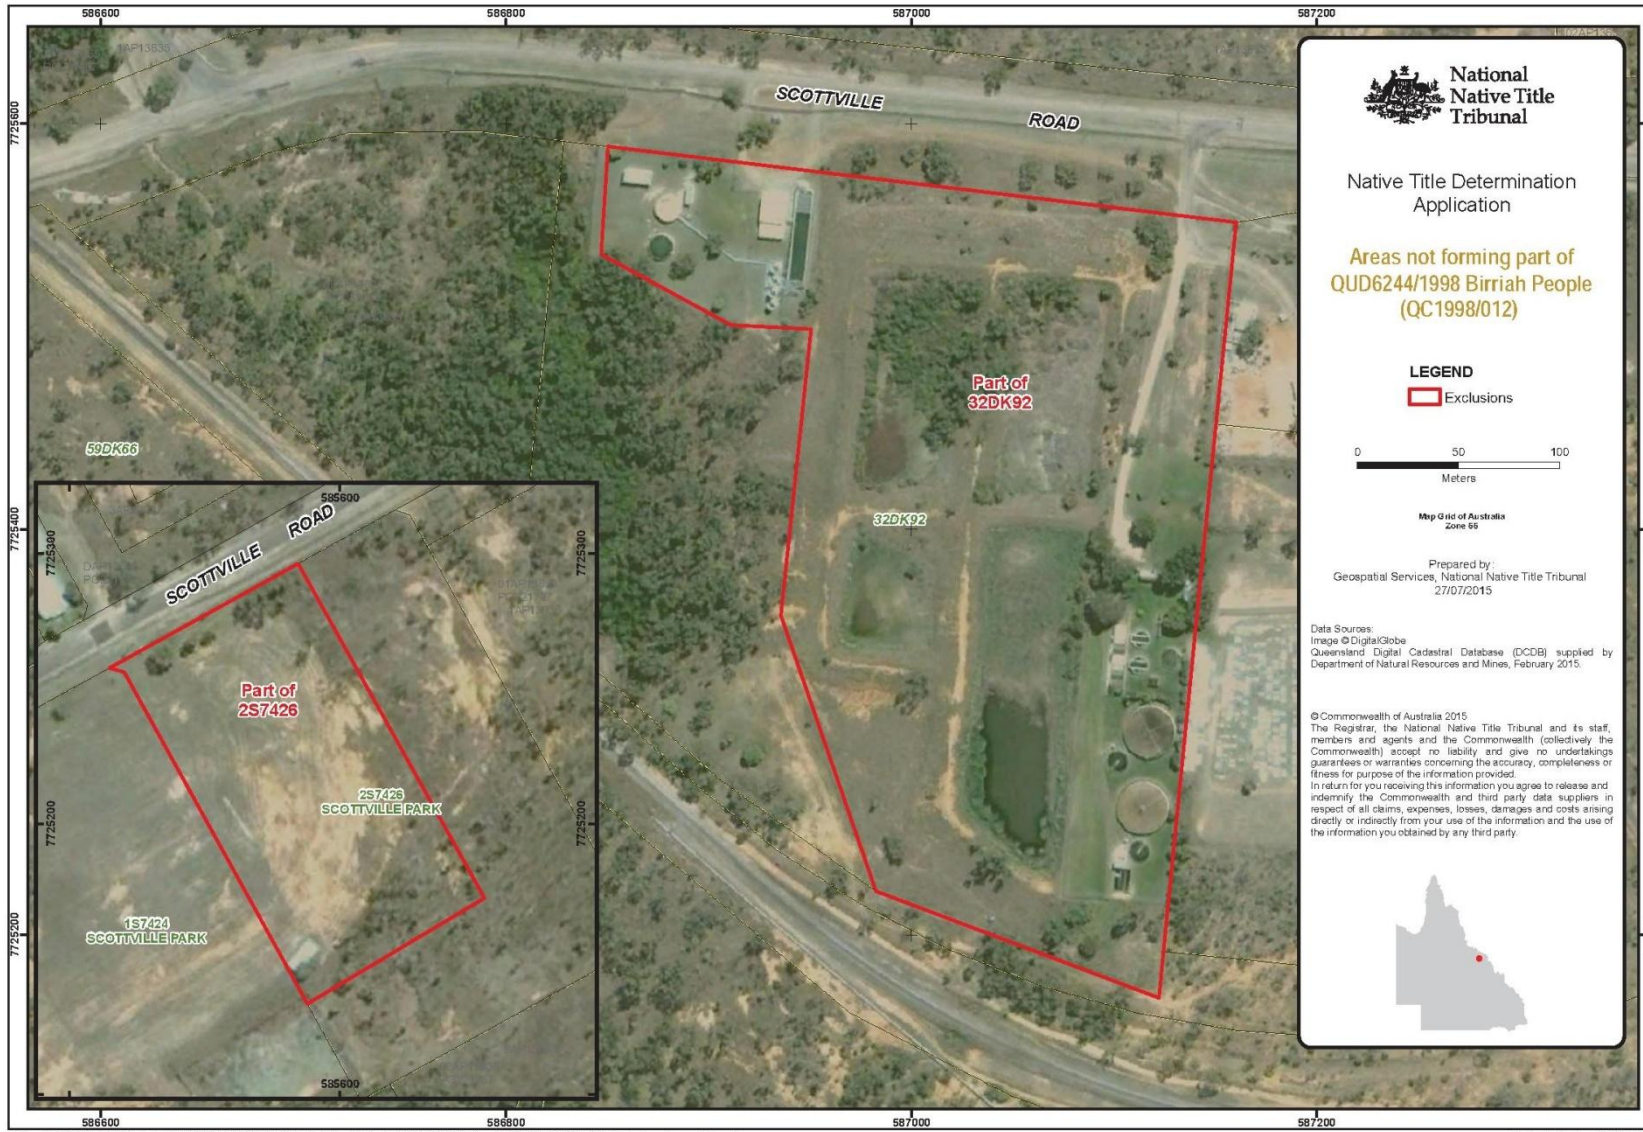 586600
586800
587000
587200
7725600
7725400
7725200
SCOTTVILLE ROAD
Part of
32DK92
32DK92
59DK66
585600
7725300
7725300
SCOTTVILLE ROAD
Part of
2S7426
2S7426
SCOTTVILLE PARK
7725200
7725200
1S7424
SCOTTVILLE PARK
585600
586600
586800
587000
587200
National
Native Title
Tribunal
Native Title Determination
Application
Areas not forming part of
QUD6244/1998 Birriah People
(QC1998/012)
LEGEND
Exclusions
0 50 100
Meters
Map Grid of Australia
Zone 55
Prepared by:
Geospatial Services, National Native Title Tribunal
27/07/2015
Data Sources:
Image © DigitalGlobe
Queensland Digital Cadastral Database (DCDB) supplied by
Department of Natural Resources and Mines, February 2015.
© Commonwealth of Australia 2015
The Registrar, the National Native Title Tribunal and its staff,
members and agents and the Commonwealth (collectively the
Commonwealth) accept no liability and give no undertakings
guarantees or warranties concerning the accuracy, completeness or
fitness for purpose of the information provided.
In return for you receiving this information you agree to release and
indemnify the Commonwealth and third party data suppliers in
respect of all claims, expenses, losses, damages and costs arising
directly or indirectly from your use of the information and the use of
the information you obtained by any third party.